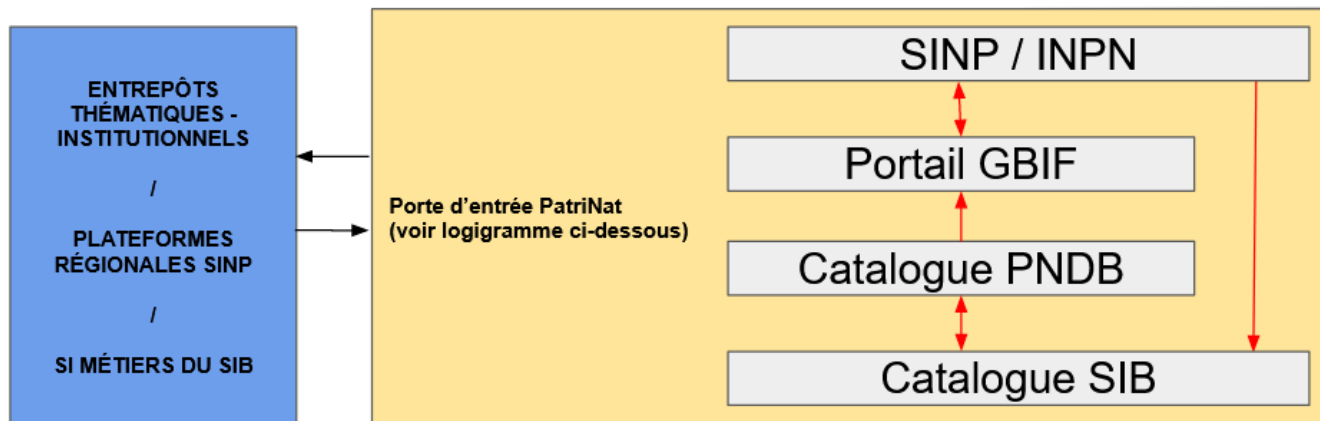 ENTREPÔTS
THÉMATIQUES -
INSTITUTIONNELS
/
PLATEFORMES
RÉGIONALES SINP
/
SI MÉTIERS DU SIB
Porte d'entrée PatriNat
(voir logigramme ci-dessous)
SINP / INPN
Portail GBIF
Catalogue PNDB
Catalogue SIB